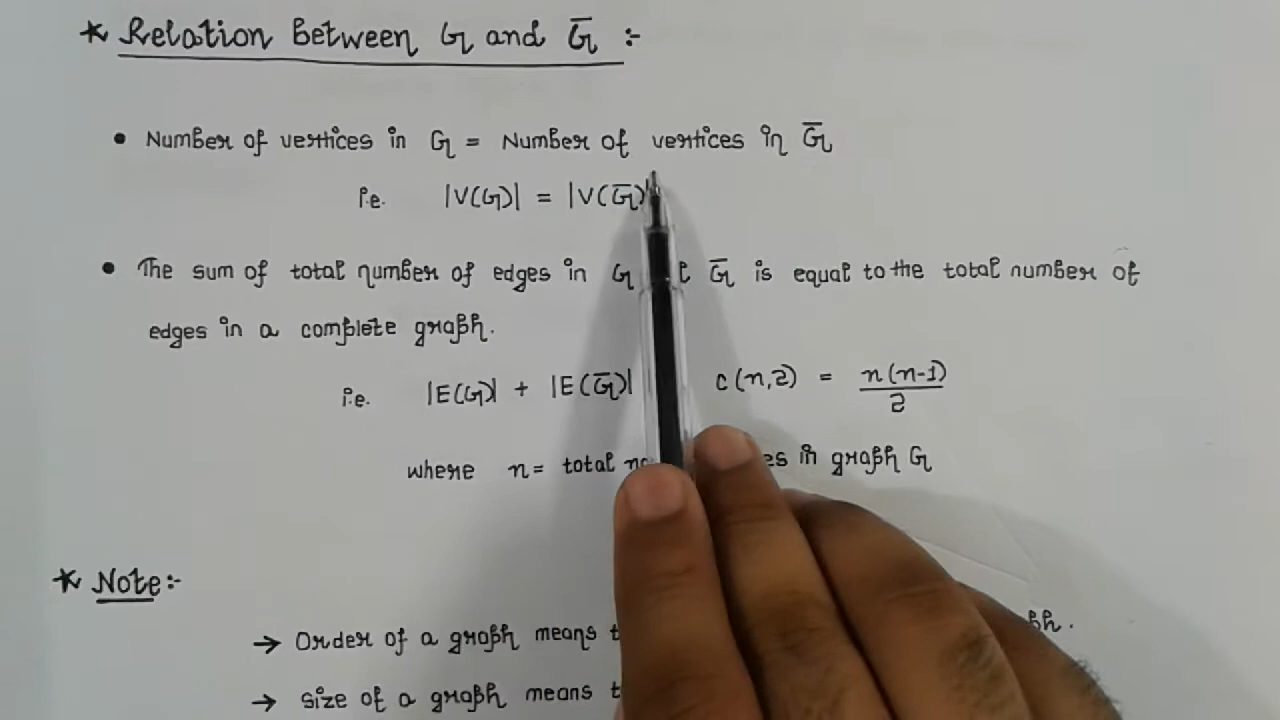 * Relation Between G and G̅ :-
• Number of vertices in G = Number of vertices in G̅
i.e. |V(G)| = |V(G̅)
• The sum of total number of edges in G G̅ is equal to the total number of
edges in a complete graph.
i.e. |E(G)| + |E(G̅)| C(n,2) = n(n-1)/2
where n = total in graph G
* Note:-
→ Order of a graph means
→ Size of a graph means